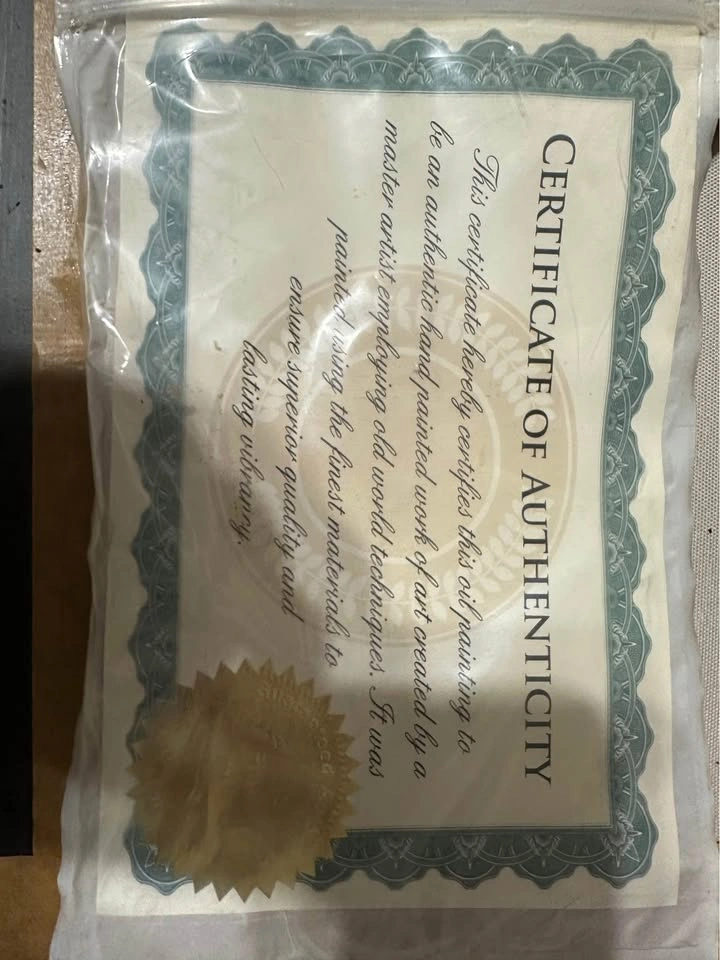 CERTIFICATE OF AUTHENTICITY
This certificate hereby certifies this oil painting to
be an authentic hand painted work of art created by a
master artist employing old world techniques. It was
painted using the finest materials to
ensure superior quality and
lasting vibrancy.